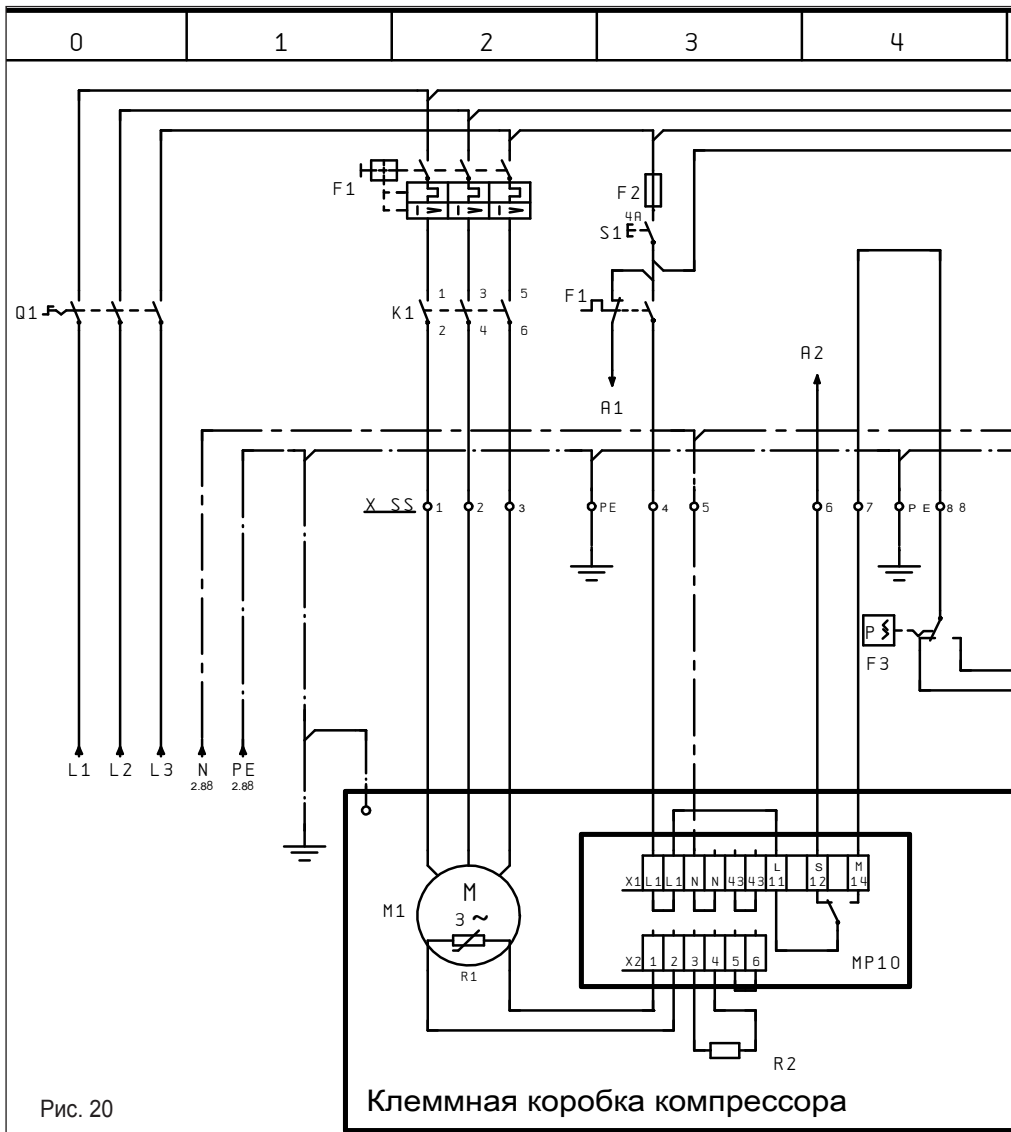 0 1 2 3 4
F1
F2
4A
S1
Q1
K1
1 3 5
2 4 6
F1
A1
A2
X SS 1 2 3 PE 4 5 6 7 PE 8 8
P
F3
L1 L2 L3 N PE
2.88 2.88
M1
M
3 ~
R1
L S M
X1 L1 L1 N N 43 43 11 12 14
X2 1 2 3 4 5 6
MP10
R2
Рис. 20
Клеммная коробка компрессора